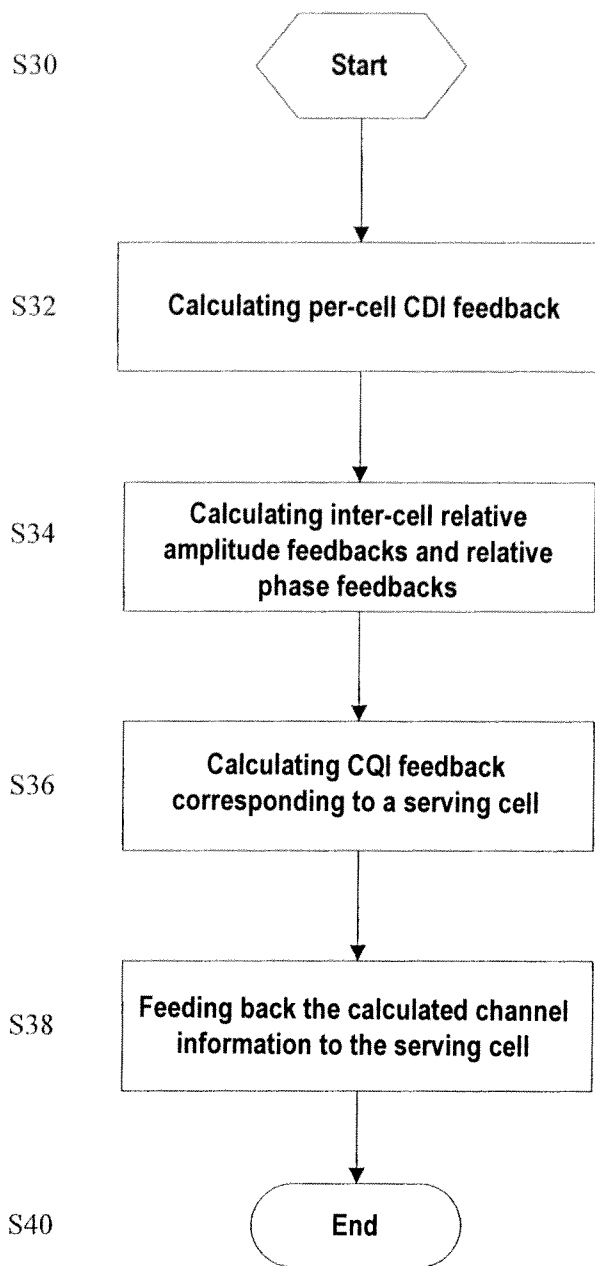 S30
Start
S32
Calculating per-cell CDI feedback
S34
Calculating inter-cell relative
amplitude feedbacks and relative
phase feedbacks
S36
Calculating CQI feedback
corresponding to a serving cell
S38
Feeding back the calculated channel
information to the serving cell
S40
End